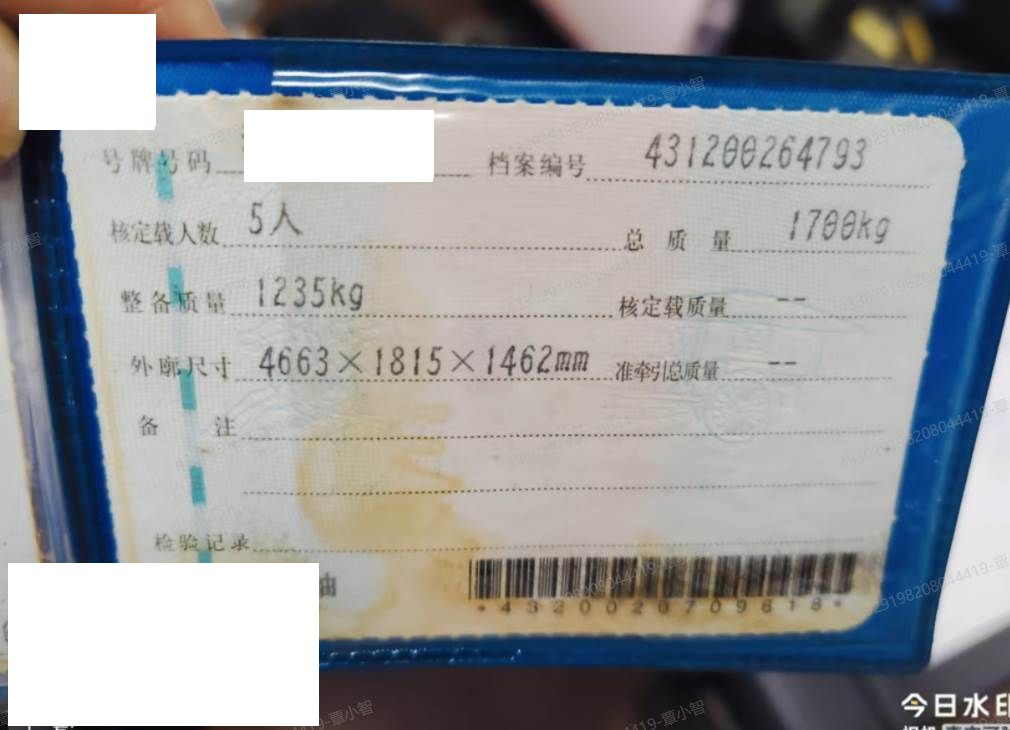 号牌号码 档案编号 431200264793
核定载人数 5人 总质量 1700kg
整备质量 1235kg 核定载质量 --
外廓尺寸 4663×1815×1462mm 准牵引总质量 --
备注
检验记录
油
*4320020709618*
今日水印